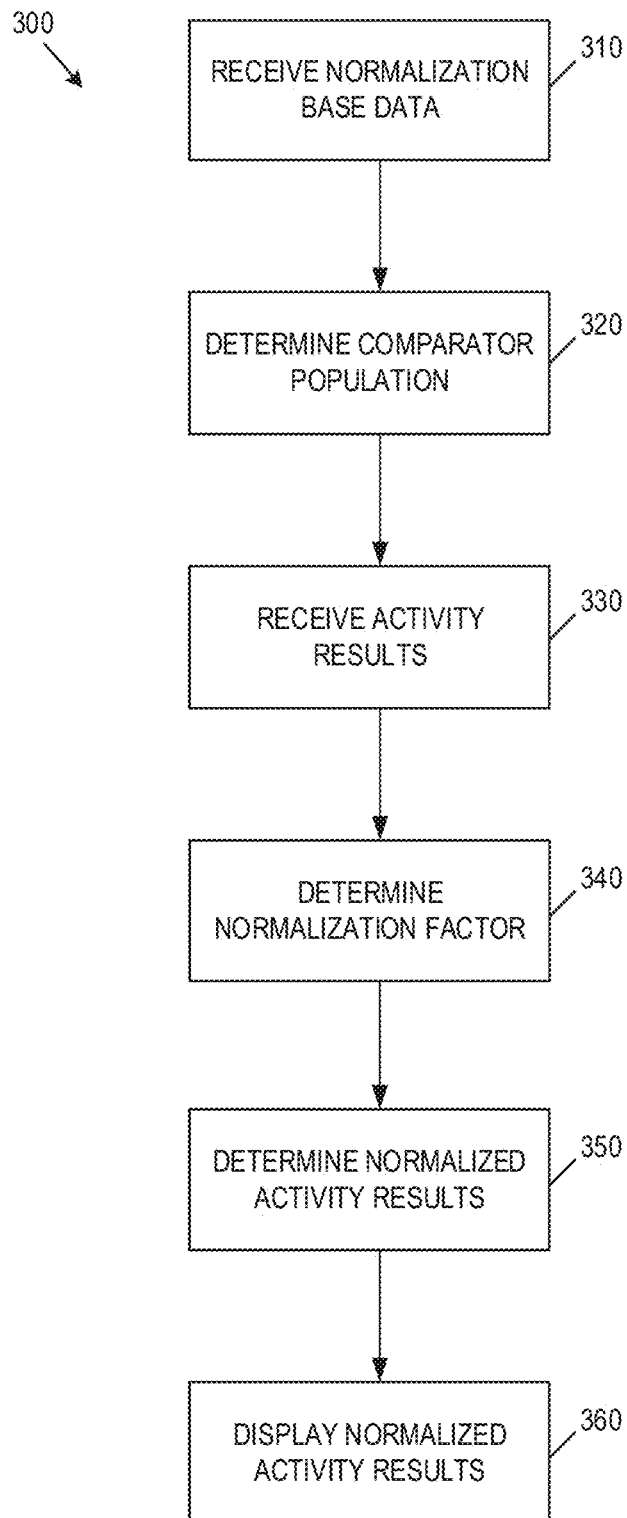 300
RECEIVE NORMALIZATION
BASE DATA
310
DETERMINE COMPARATOR
POPULATION
320
RECEIVE ACTIVITY
RESULTS
330
DETERMINE
NORMALIZATION FACTOR
340
DETERMINE NORMALIZED
ACTIVITY RESULTS
350
DISPLAY NORMALIZED
ACTIVITY RESULTS
360